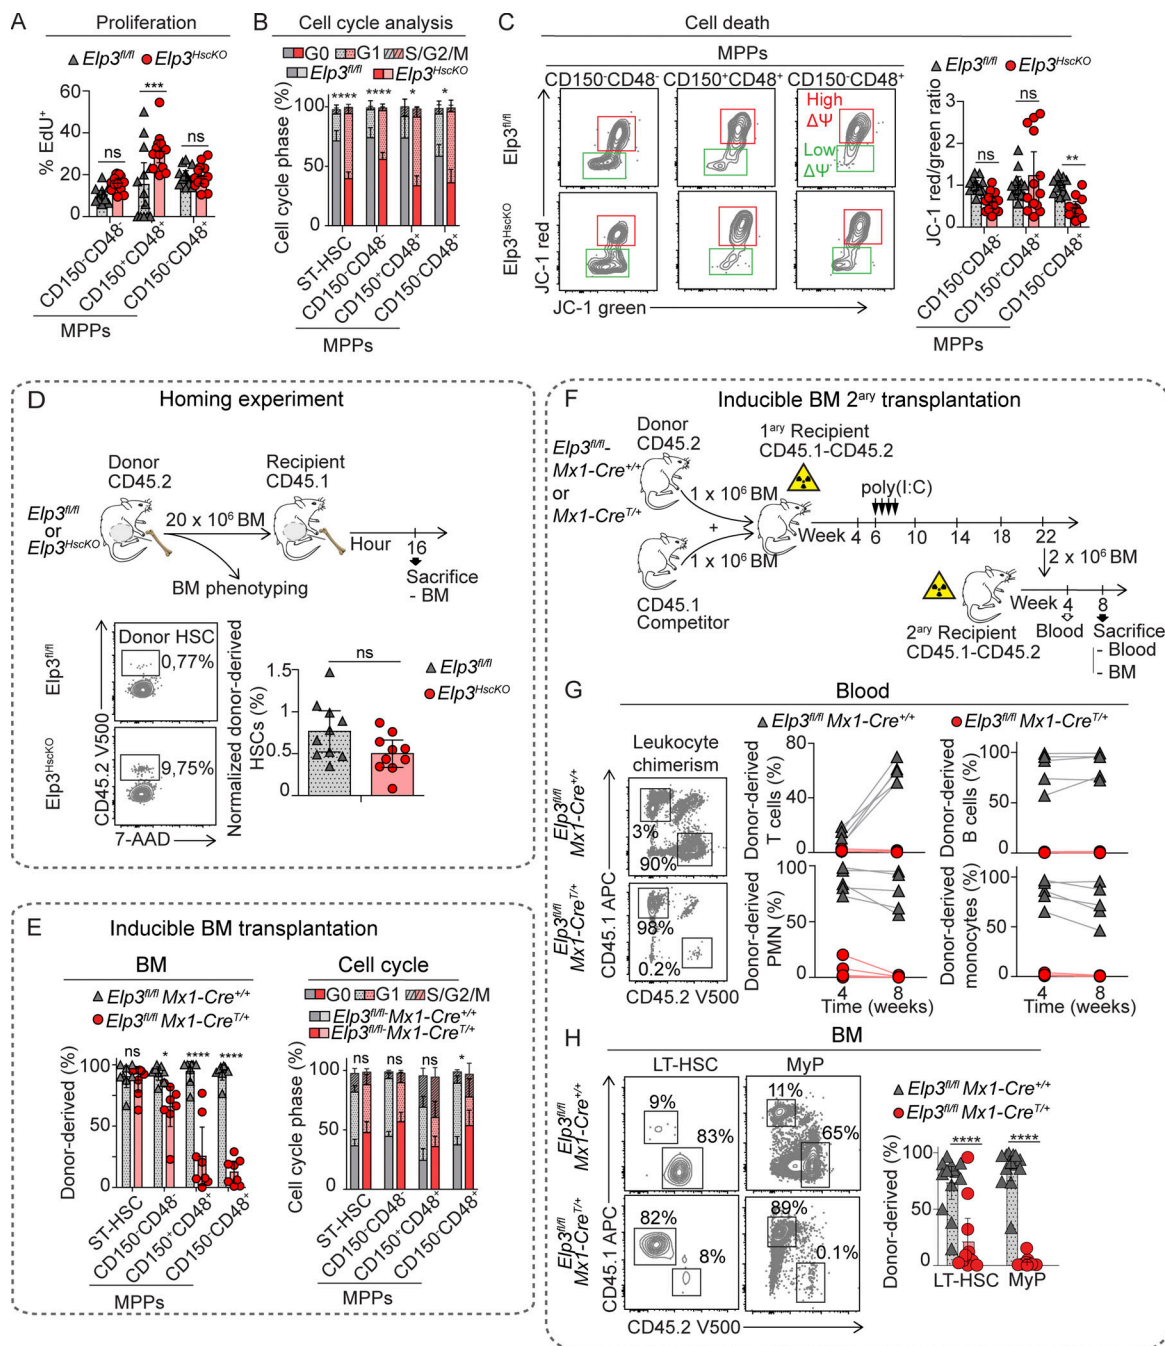 A
Proliferation
Elp3fl/fl Elp3HscKO
% EdU+
60
40
20
0
ns
***
ns
CD150-CD48-
CD150+CD48+
CD150-CD48+
MPPs
B
Cell cycle analysis
G0 G1 S/G2/M
Elp3fl/fl Elp3HscKO
Cell cycle phase (%)
100
50
0
**** **** * *
ST-HSC
CD150-CD48-
CD150+CD48+
CD150-CD48+
MPPs
C
Cell death
MPPs
CD150-CD48- CD150+CD48+ CD150-CD48+
Elp3fl/fl
Elp3HscKO
High
ΔΨ
Low
ΔΨ
JC-1 red
JC-1 green
Elp3fl/fl
Elp3HscKO
JC-1 red/green ratio
3
2
1
0
ns
ns
**
CD150-CD48-
CD150+CD48+
CD150-CD48+
MPPs
D
Homing experiment
Donor
CD45.2
Recipient
CD45.1
Elp3fl/fl
or
Elp3HscKO
20 x 10⁶ BM
BM phenotyping
Hour
16
Sacrifice
- BM
Elp3fl/fl
Elp3HscKO
Donor HSC
0,77%
9,75%
CD45.2 V500
7-AAD
Normalized donor-derived
HSCs (%)
1.5
1
0.5
0
ns
Elp3fl/fl
Elp3HscKO
E
Inducible BM transplantation
BM
Elp3fl/fl Mx1-Cre+/+
Elp3fl/fl Mx1-CreT/+
Donor-derived (%)
100
50
0
ns * **** ****
ST-HSC
CD150-CD48-
CD150+CD48+
CD150-CD48+
MPPs
Cell cycle
G0 G1 S/G2/M
Elp3fl/fl-Mx1-Cre+/+
Elp3fl/fl-Mx1-CreT/+
Cell cycle phase (%)
100
50
0
ns ns ns *
ST-HSC
CD150-CD48-
CD150+CD48+
CD150-CD48+
MPPs
F
Inducible BM 2ary transplantation
Donor
CD45.2
1ary Recipient
CD45.1-CD45.2
Elp3fl/fl-
Mx1-Cre+/+
or
Mx1-CreT/+
1 x 10⁶ BM
+
1 x 10⁶ BM
CD45.1
Competitor
poly(I:C)
Week 4 6 10 14 18 22
2 x 10⁶ BM
2ary Recipient
CD45.1-CD45.2
Week 4 8
Blood
Sacrifice
- Blood
- BM
G
Blood
Elp3fl/fl Mx1-Cre+/+ Elp3fl/fl Mx1-CreT/+
Leukocyte
chimerism
Elp3fl/fl
Mx1-Cre+/+
3%
90%
Elp3fl/fl
Mx1-CreT/+
98%
0.2%
CD45.1 APC
CD45.2 V500
Donor-derived
T cells (%)
80
40
0
Donor-derived
B cells (%)
100
50
0
Donor-derived
PMN (%)
100
50
0
4 8
Time (weeks)
Donor-derived
monocytes (%)
100
50
0
4 8
Time (weeks)
H
BM
LT-HSC MyP
Elp3fl/fl
Mx1-Cre+/+
9%
83%
11%
65%
Elp3fl/fl
Mx1-CreT/+
82%
8%
89%
0.1%
CD45.1 APC
CD45.2 V500
Elp3fl/fl Mx1-Cre+/+
Elp3fl/fl Mx1-CreT/+
Donor-derived (%)
100
50
0
**** ****
LT-HSC MyP